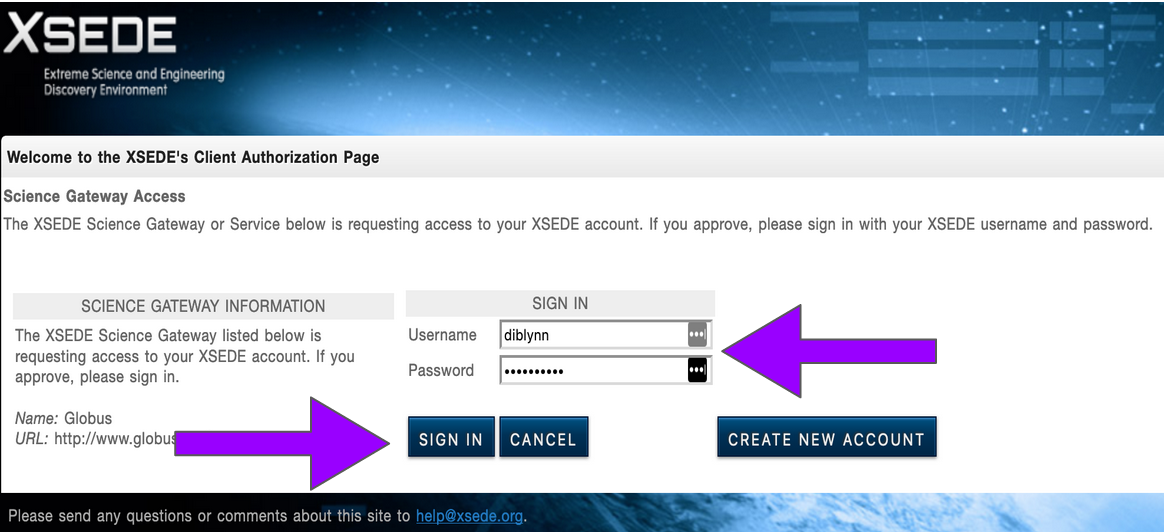 XSEDE
Extreme Science and Engineering
Discovery Environment
Welcome to the XSEDE's Client Authorization Page
Science Gateway Access
The XSEDE Science Gateway or Service below is requesting access to your XSEDE account. If you approve, please sign in with your XSEDE username and password.
SCIENCE GATEWAY INFORMATION
The XSEDE Science Gateway listed below is
requesting access to your XSEDE account. If you
approve, please sign in.
Name: Globus
URL: http://www.globus
SIGN IN
Username diblynn
Password ••••••••••
SIGN IN CANCEL CREATE NEW ACCOUNT
Please send any questions or comments about this site to help@xsede.org.